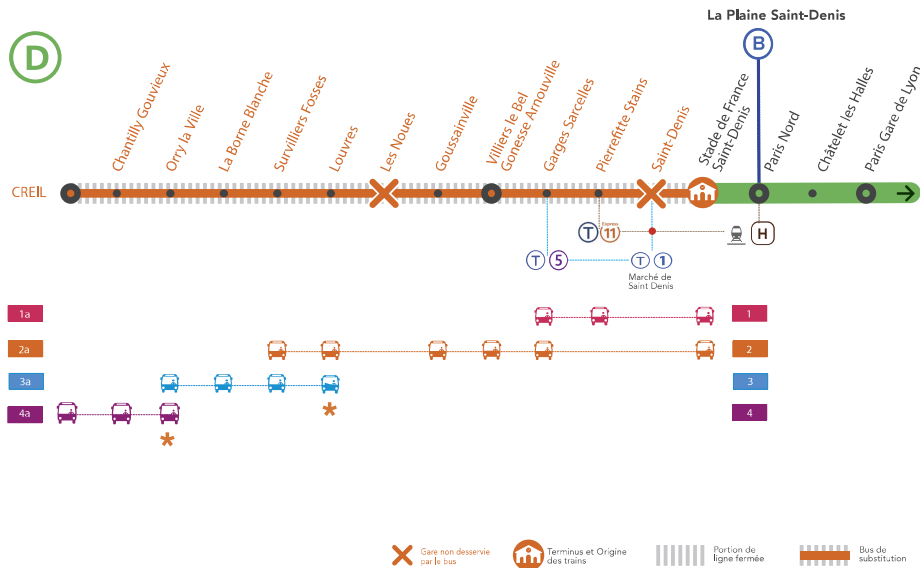 La Plaine Saint-Denis
D
B
CREIL
Chantilly Gouvieux
Orry la Ville
La Borne Blanche
Survilliers Fosses
Louvres
Les Noues
Goussainville
Villiers le Bel
Gonesse Arnouville
Garges Sarcelles
Pierrefitte Stains
Saint-Denis
Stade de France
Saint-Denis
Paris Nord
Châtelet les Halles
Paris Gare de Lyon
T Express 11
H
T 5
T 1
Marché de
Saint Denis
1a
1
2a
2
3a
3
4a
4
*
*
Gare non desservie
par le bus
Terminus et Origine
des trains
Portion de
ligne fermée
Bus de
substitution